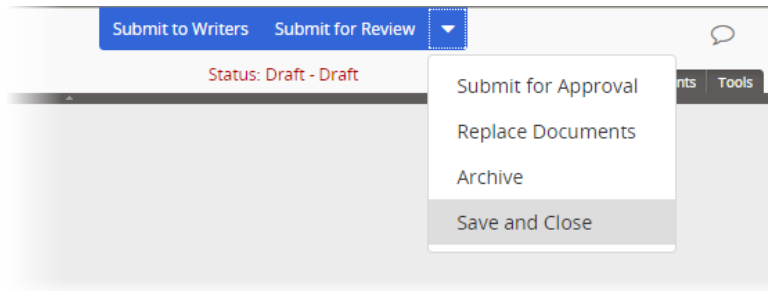 Submit to Writers Submit for Review
Status: Draft - Draft
Submit for Approval
Replace Documents
Archive
Save and Close
Tools